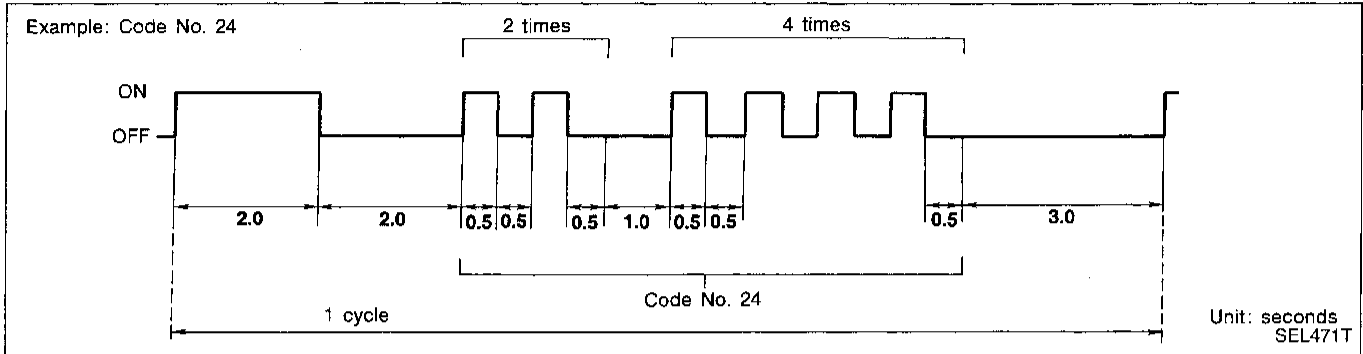 Example: Code No. 24
2 times
4 times
ON
OFF
2.0 2.0 0.5 0.5 0.5 1.0 0.5 0.5 0.5 3.0
Code No. 24
1 cycle
Unit: seconds
SEL471T